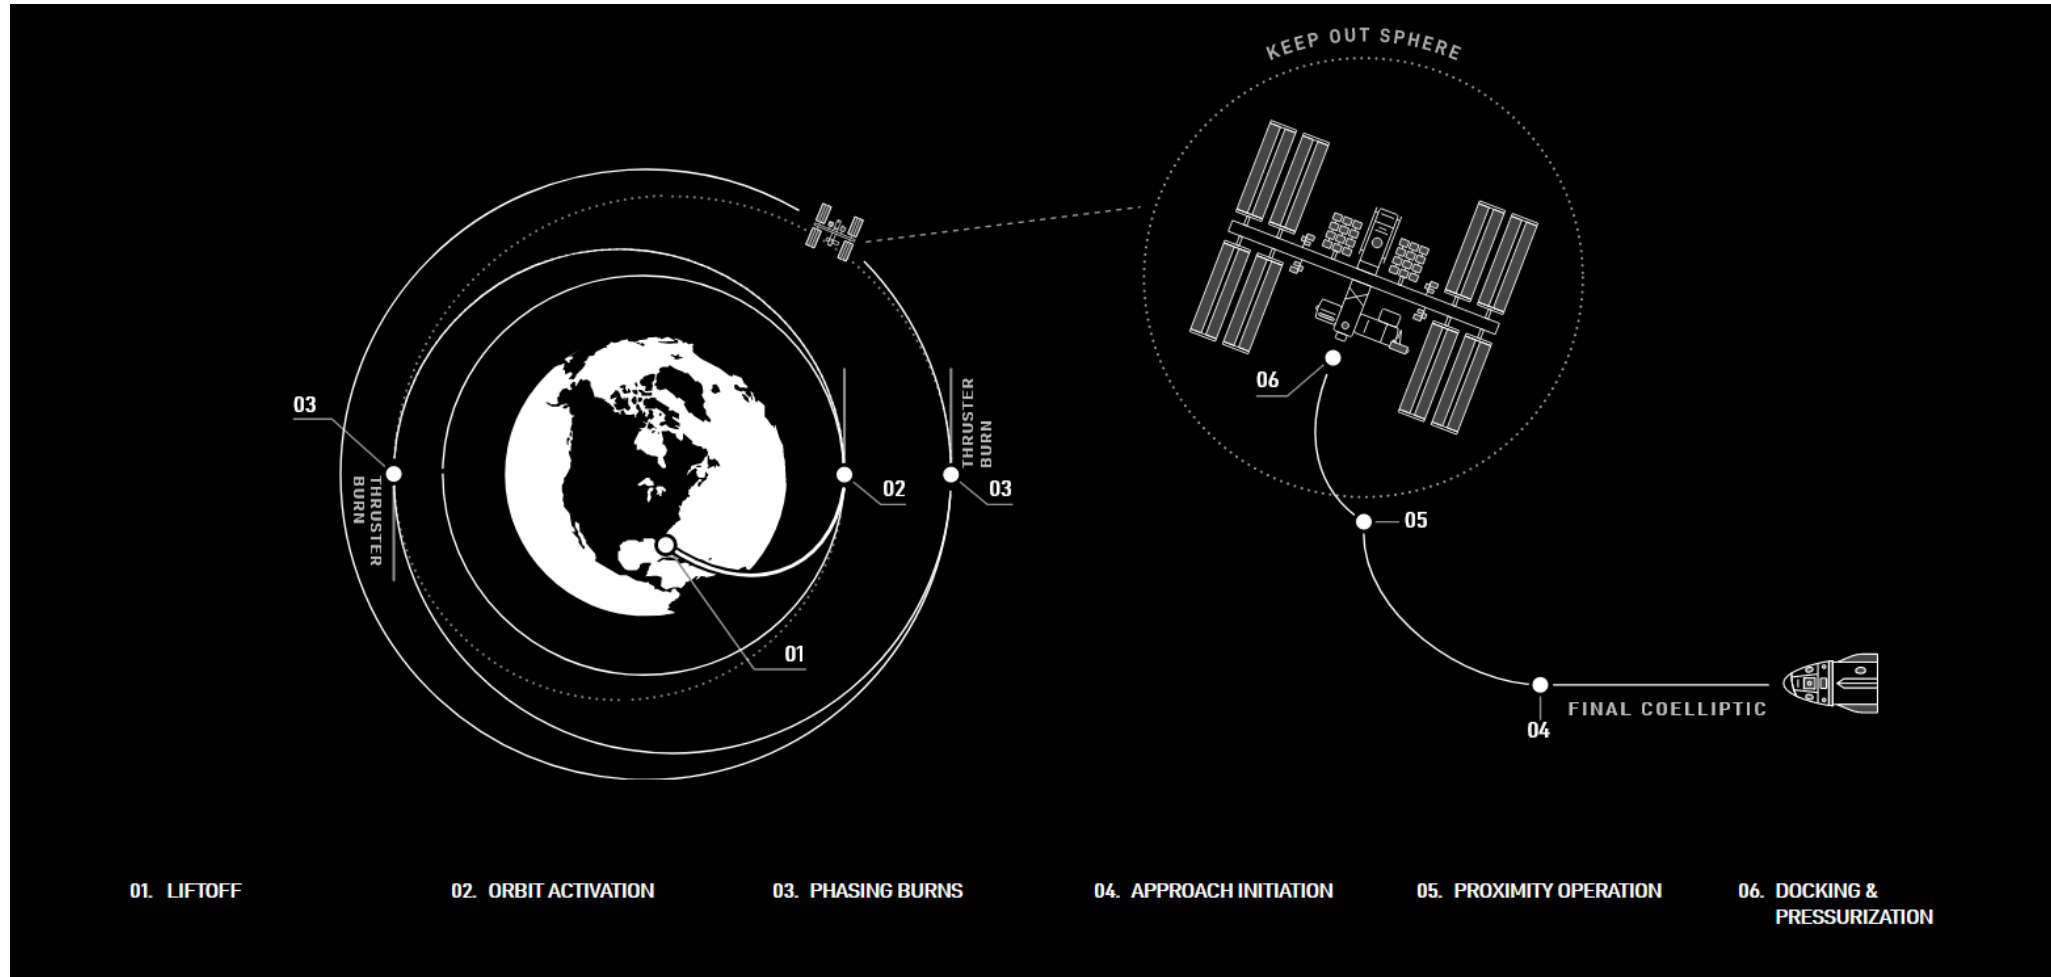 KEEP OUT SPHERE
03
THRUSTER
BURN
02
THRUSTER
BURN
03
01
06
05
04
FINAL COELLIPTIC
01. LIFTOFF
02. ORBIT ACTIVATION
03. PHASING BURNS
04. APPROACH INITIATION
05. PROXIMITY OPERATION
06. DOCKING &
PRESSURIZATION